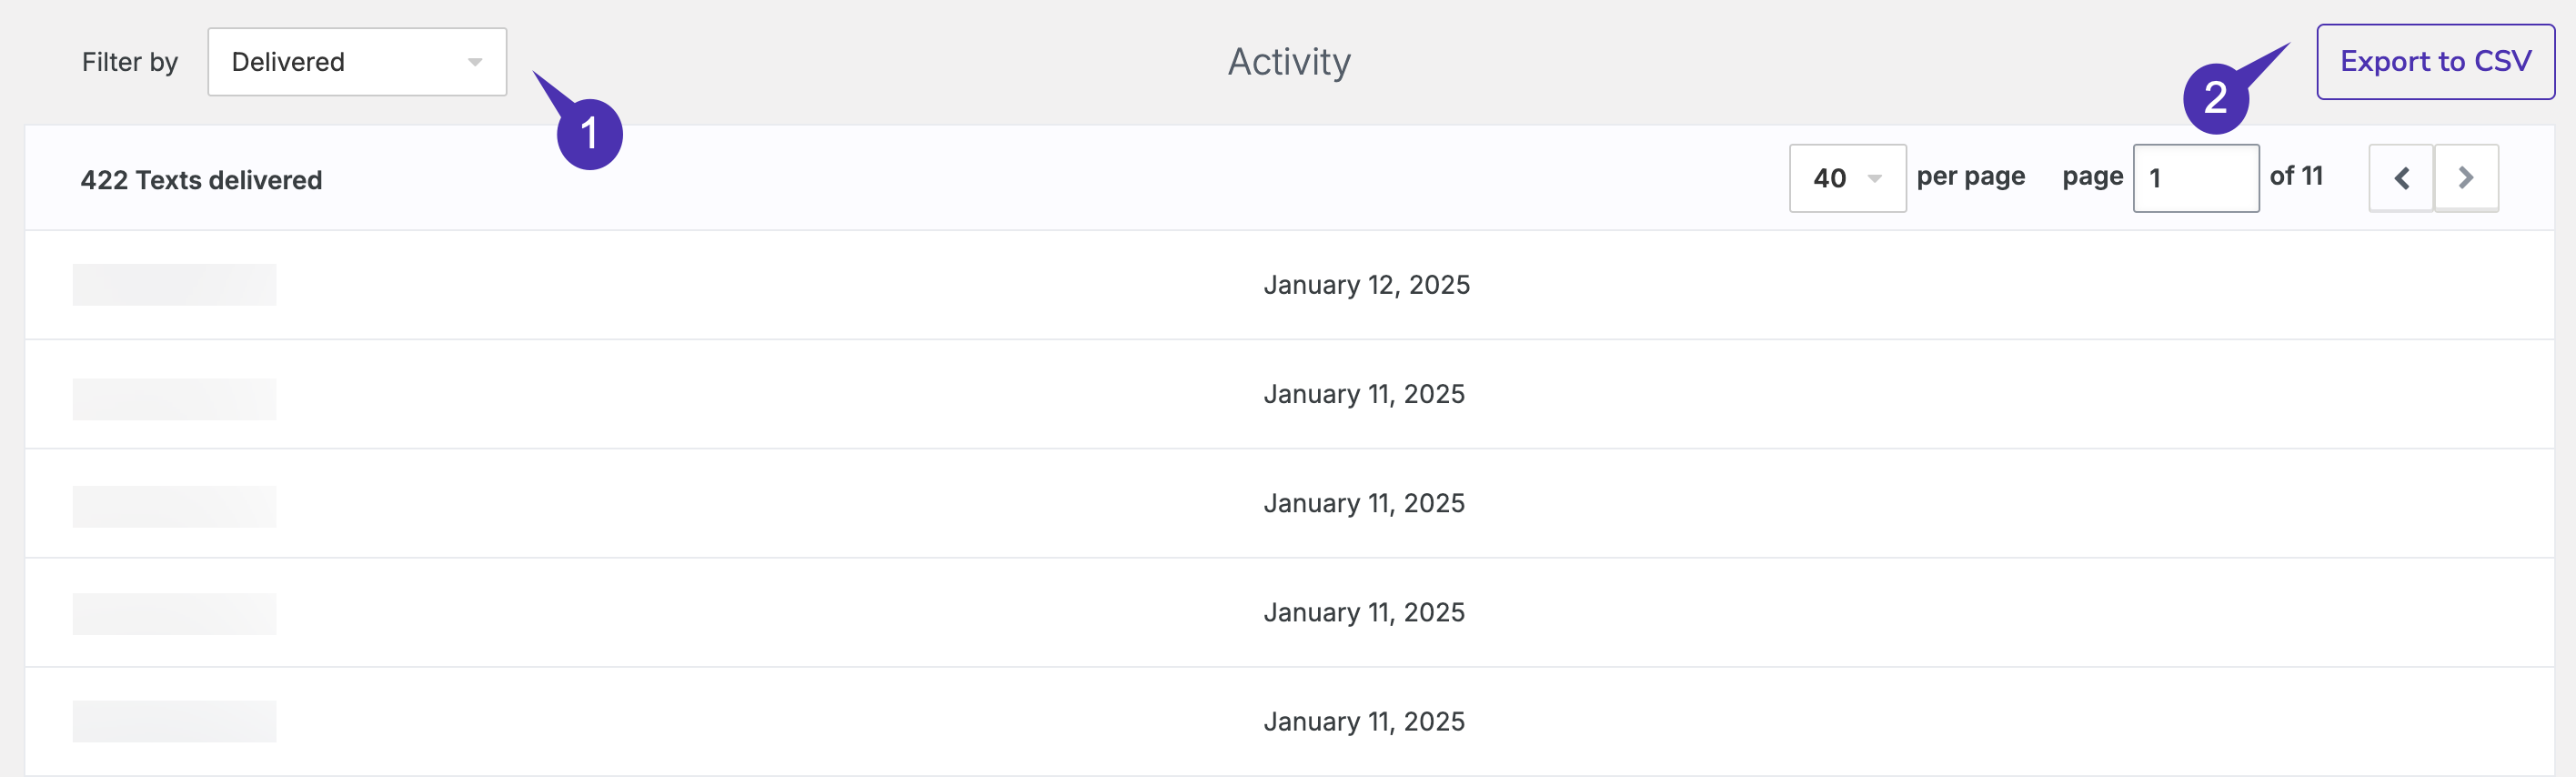 Filter by Delivered Activity Export to CSV
1 2
422 Texts delivered 40 per page page 1 of 11
January 12, 2025
January 11, 2025
January 11, 2025
January 11, 2025
January 11, 2025